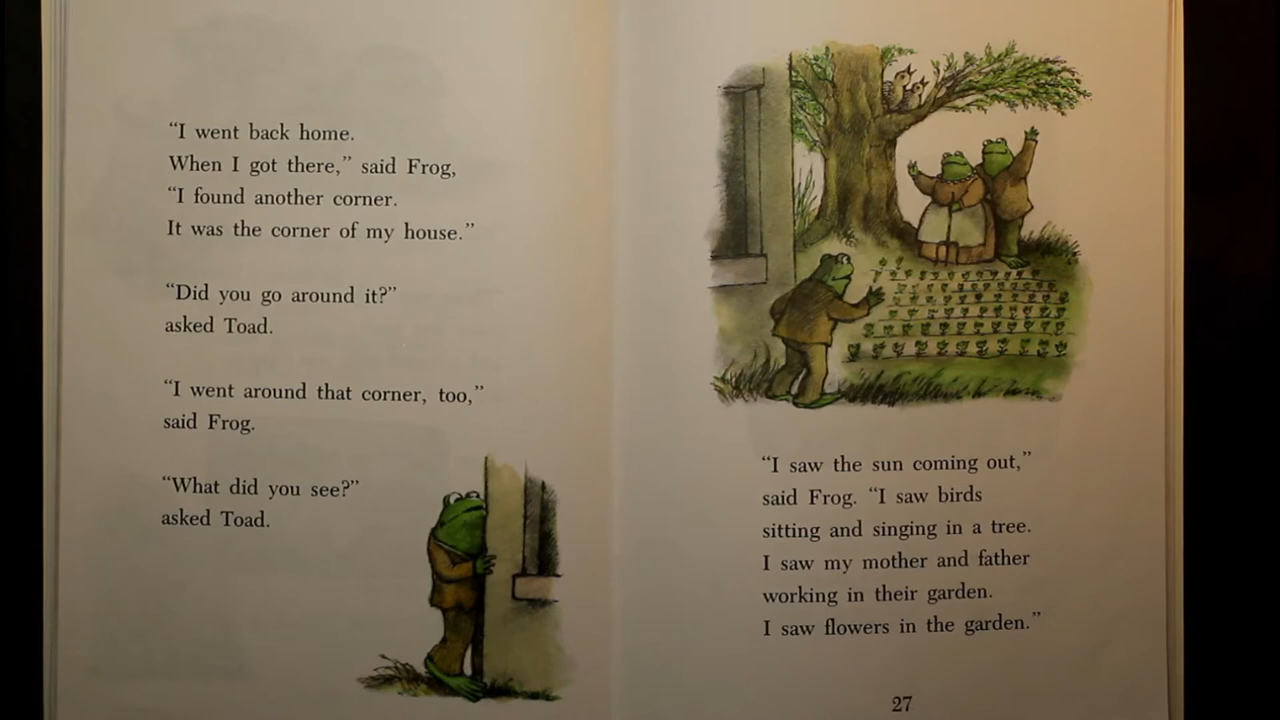 “I went back home.
When I got there,” said Frog,
“I found another corner.
It was the corner of my house.”
“Did you go around it?”
asked Toad.
“I went around that corner, too,”
said Frog.
“What did you see?”
asked Toad.
“I saw the sun coming out,”
said Frog. “I saw birds
sitting and singing in a tree.
I saw my mother and father
working in their garden.
I saw flowers in the garden.”
27